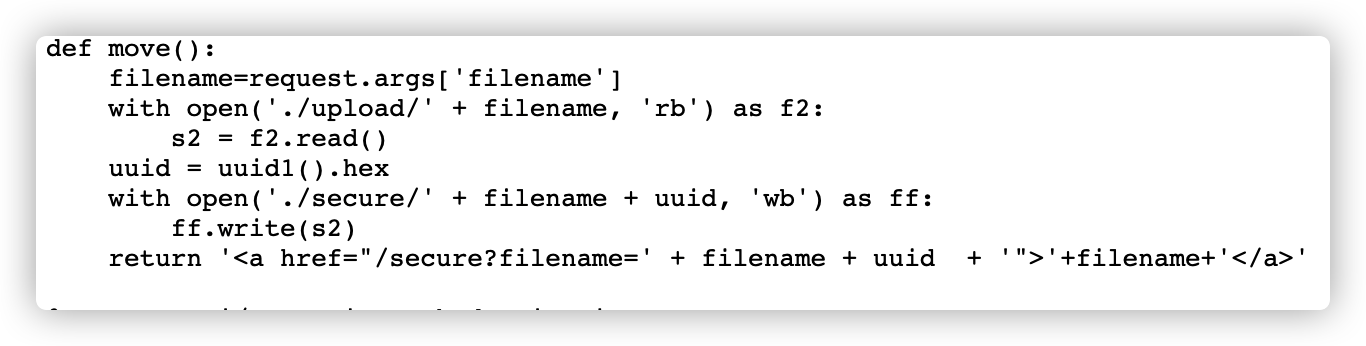 def move():
    filename=request.args['filename']
    with open('./upload/' + filename, 'rb') as f2:
        s2 = f2.read()
    uuid = uuid1().hex
    with open('./secure/' + filename + uuid, 'wb') as ff:
        ff.write(s2)
    return '<a href="/secure?filename=' + filename + uuid  + '">'+filename+'</a>'